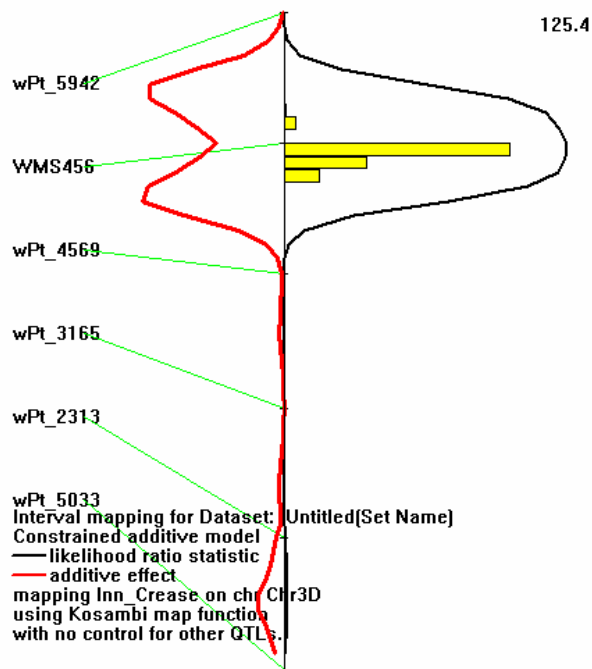 125.4
wPt_5942
WMS456
wPt_4569
wPt_3165
wPt_2313
wPt_5033
Interval mapping for Dataset: Untitled(Set Name)
Constrained additive model
likelihood ratio statistic
additive effect
mapping Inn_Crease on chr Chr3D
using Kosambi map function
with no control for other QTLs.